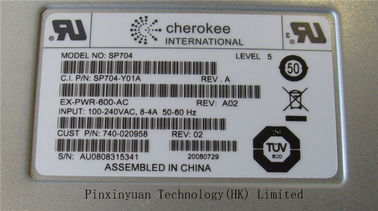 cherokee
INTERNATIONAL
MODEL NO: SP704
LEVEL 5
C.I. P/N: SP704-Y01A REV. A
50
EX-PWR-600-AC REV: A02
INPUT: 100-240VAC, 8-4A 50-60 Hz
CUST P/N: 740-020958 REV: 02
S/N: AU0808315341
20080729
TÜV
ASSEMBLED IN CHINA
Pinxinyuan Technology(HK) Limited